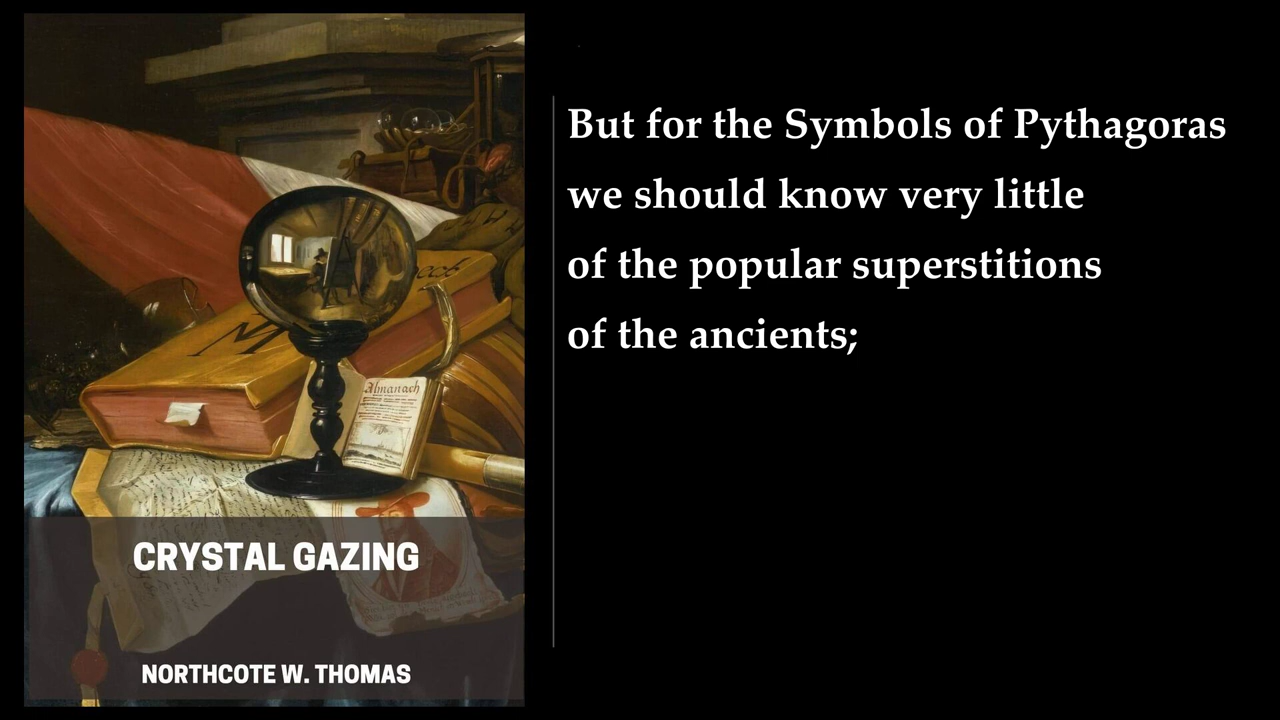 But for the Symbols of Pythagoras
we should know very little
of the popular superstitions
of the ancients;
M
Almanach
CRYSTAL GAZING
NORTHCOTE W. THOMAS